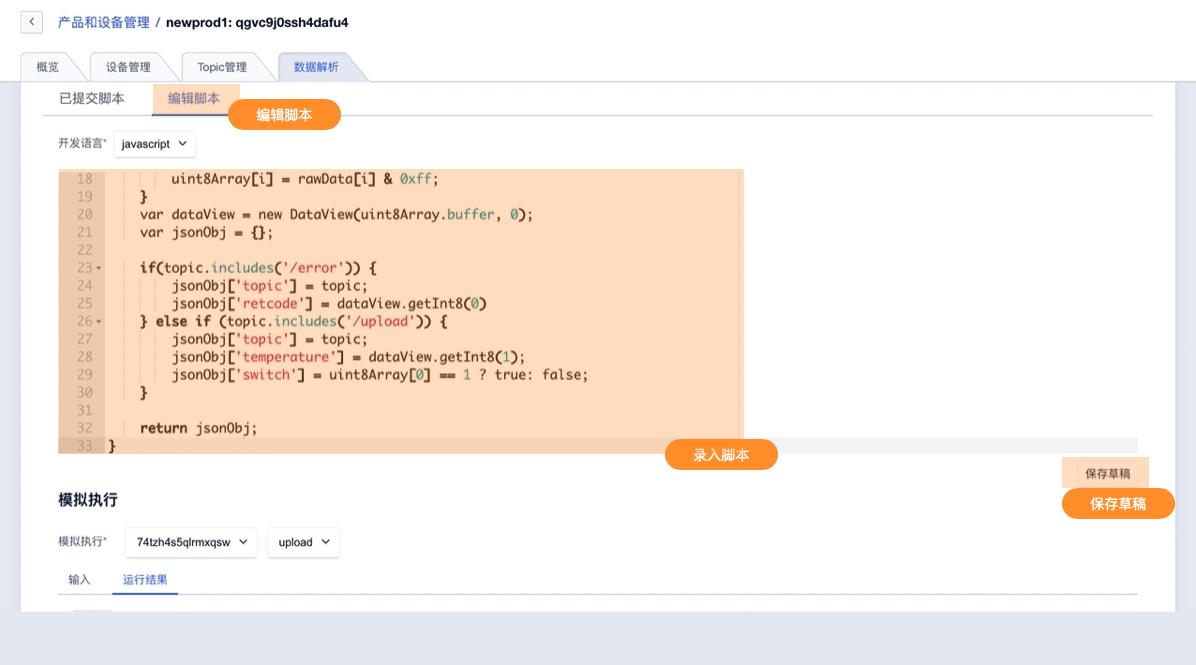 产品和设备管理 / newprod1: qgvc9j0ssh4dafu4
概览 设备管理 Topic管理 数据解析
已提交脚本 编辑脚本
编辑脚本
开发语言* javascript
18 uint8Array[i] = rawData[i] & 0xff;
19 }
20 var dataView = new DataView(uint8Array.buffer, 0);
21 var jsonObj = {};
22
23 if(topic.includes('/error')) {
24 jsonObj['topic'] = topic;
25 jsonObj['retcode'] = dataView.getInt8(0)
26 } else if (topic.includes('/upload')) {
27 jsonObj['topic'] = topic;
28 jsonObj['temperature'] = dataView.getInt8(1);
29 jsonObj['switch'] = uint8Array[0] == 1 ? true: false;
30 }
31
32 return jsonObj;
33 }
录入脚本
保存草稿
保存草稿
模拟执行
模拟执行* 74tzh4s5qlrmxqsw upload
输入 运行结果